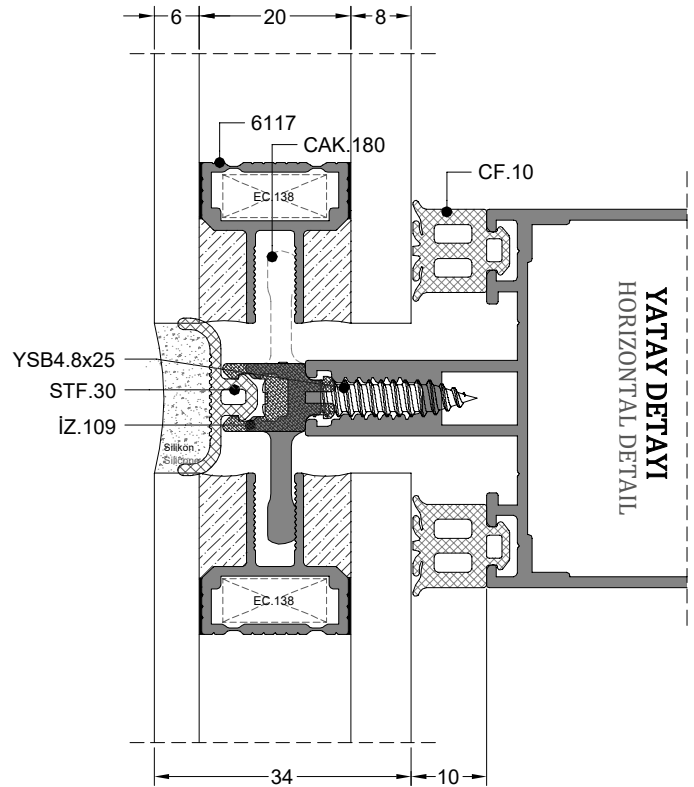 6
20
8
6117
CAK.180
CF.10
EC.138
YATAY DETAYI
HORIZONTAL DETAIL
YSB4.8x25
STF.30
İZ.109
Silikon
Silicone
EC.138
34
10